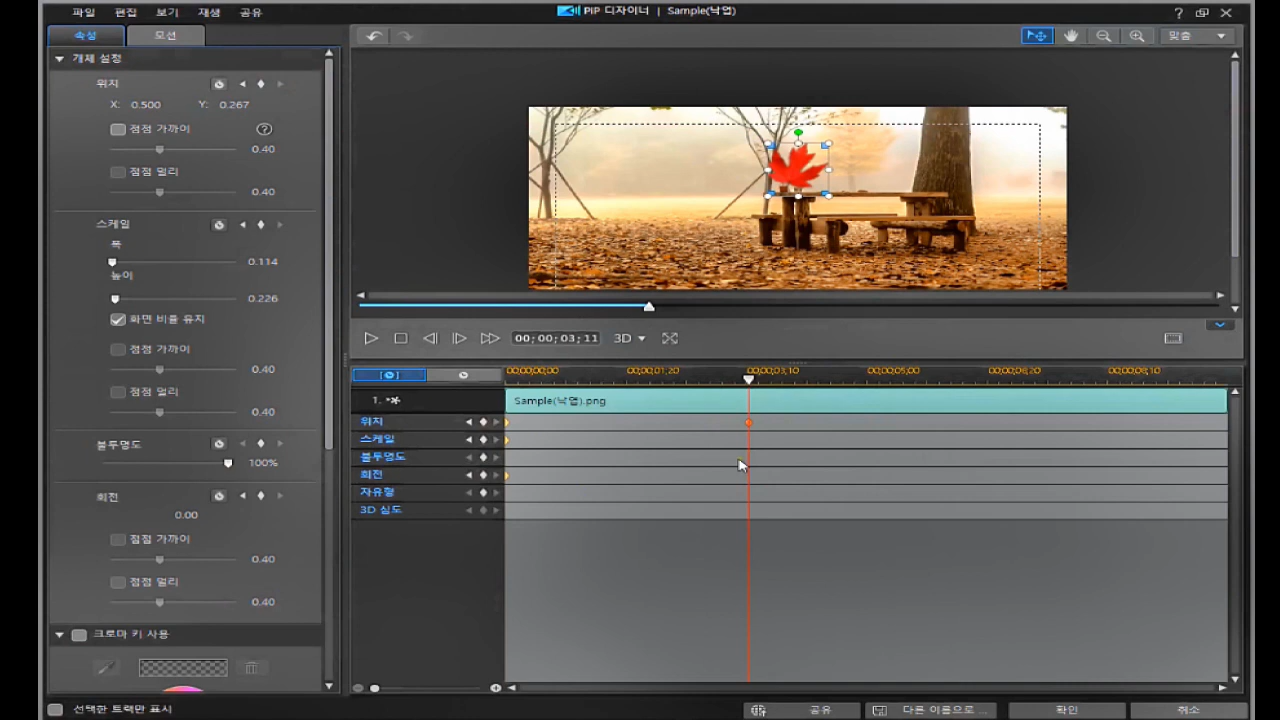 파일 편집 보기 재생 공유
PIP 디자이너 | Sample(낙엽)
속성 모션
맞춤
개체 설정
위치
X: 0.500 Y: 0.267
점점 가까이
0.40
점점 멀리
0.40
스케일
폭
0.114
높이
0.226
화면 비율 유지
점점 가까이
0.40
점점 멀리
0.40
불투명도
100%
회전
0.00
점점 가까이
0.40
점점 멀리
0.40
크로마 키 사용
00;00;03;11 3D
00;00;00;00 00;00;01;20 00;00;03;10 00;00;05;00 00;00;06;20 00;00;08;10
1. Sample(낙엽).png
위치
스케일
불투명도
회전
자유형
3D 심도
선택한 트랙만 표시
공유 다른 이름으로 ... 확인 취소